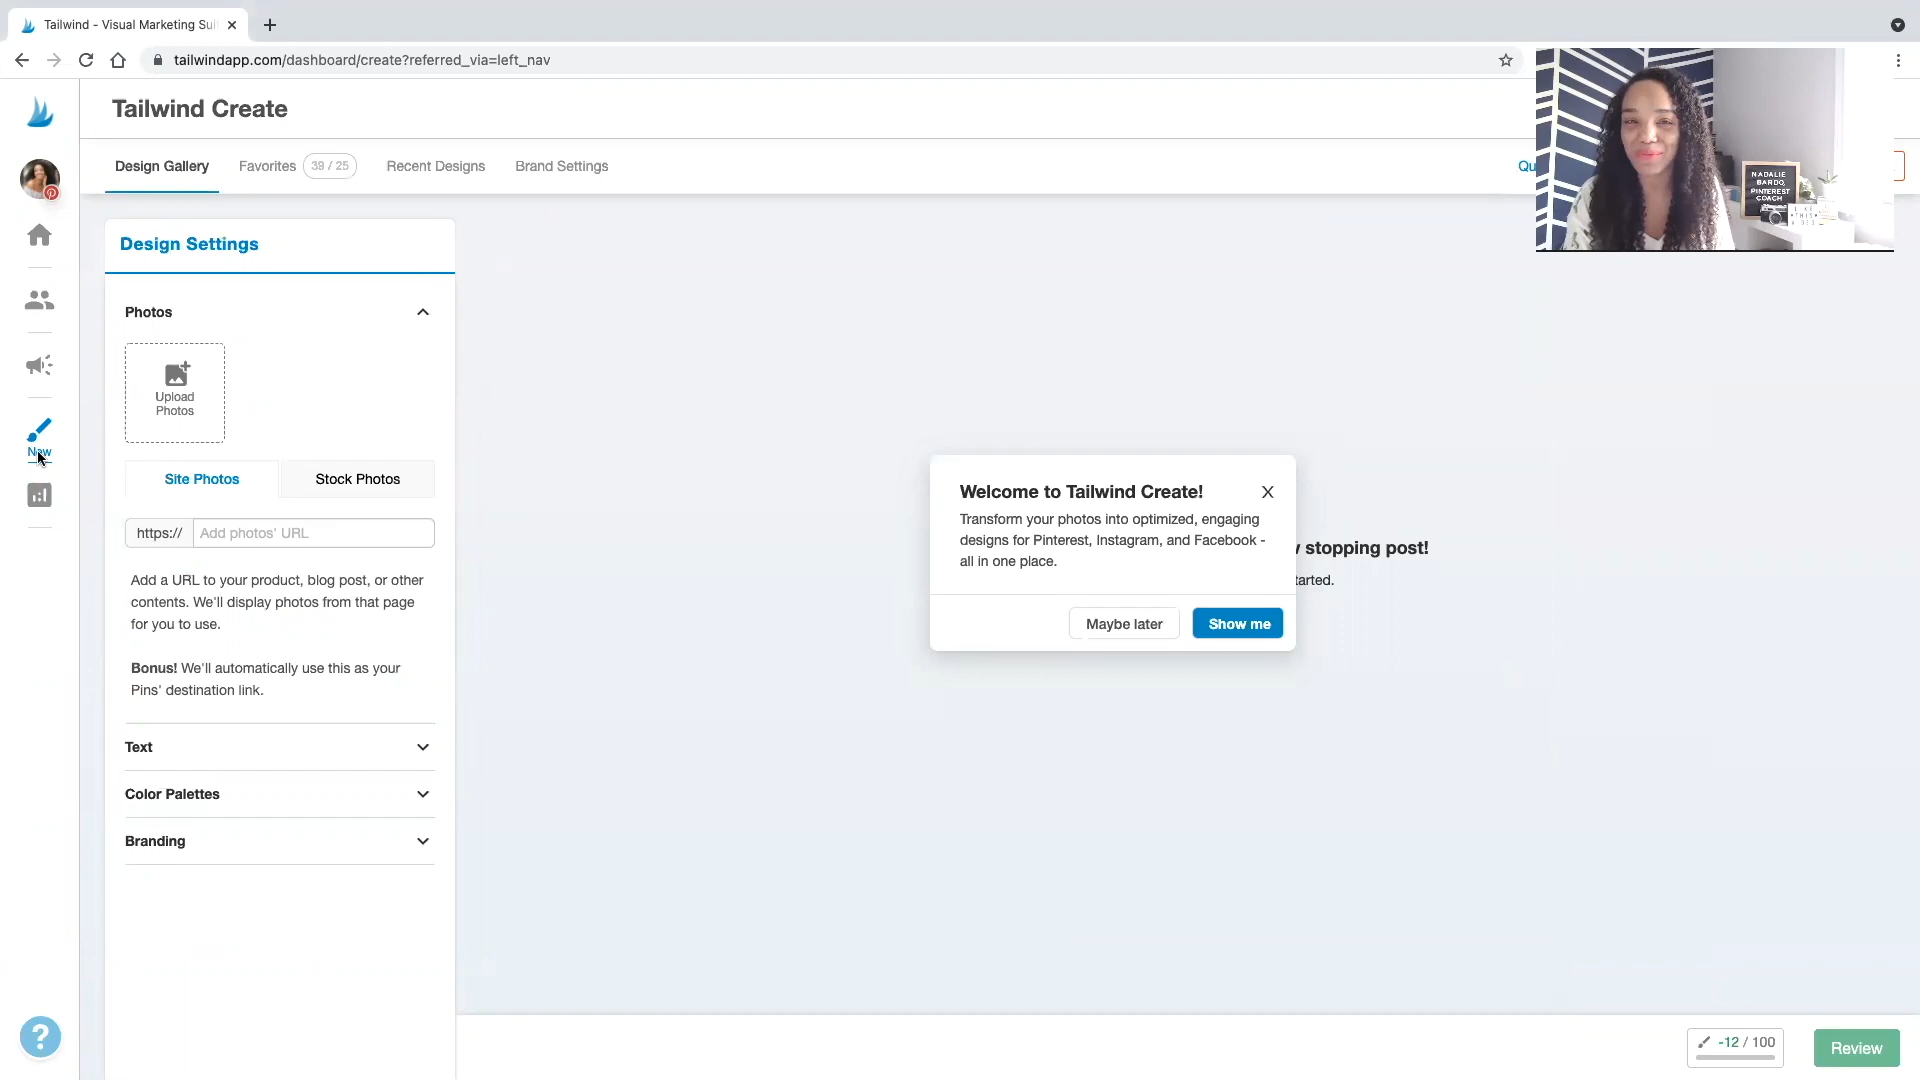 Tailwind - Visual Marketing Sui
tailwindapp.com/dashboard/create?referred_via=left_nav
Tailwind Create
Design Gallery
Favorites 39 / 25
Recent Designs
Brand Settings
Design Settings
Photos
Upload
Photos
New
Site Photos
Stock Photos
https:// Add photos' URL
Add a URL to your product, blog post, or other
contents. We'll display photos from that page
for you to use.
Bonus! We'll automatically use this as your
Pins' destination link.
Text
Color Palettes
Branding
Welcome to Tailwind Create! X
Transform your photos into optimized, engaging
designs for Pinterest, Instagram, and Facebook -
all in one place.
Maybe later
Show me
stopping post!
tarted.
NADALIE
BARDO,
PINTEREST
COACH
?
-12 / 100
Review